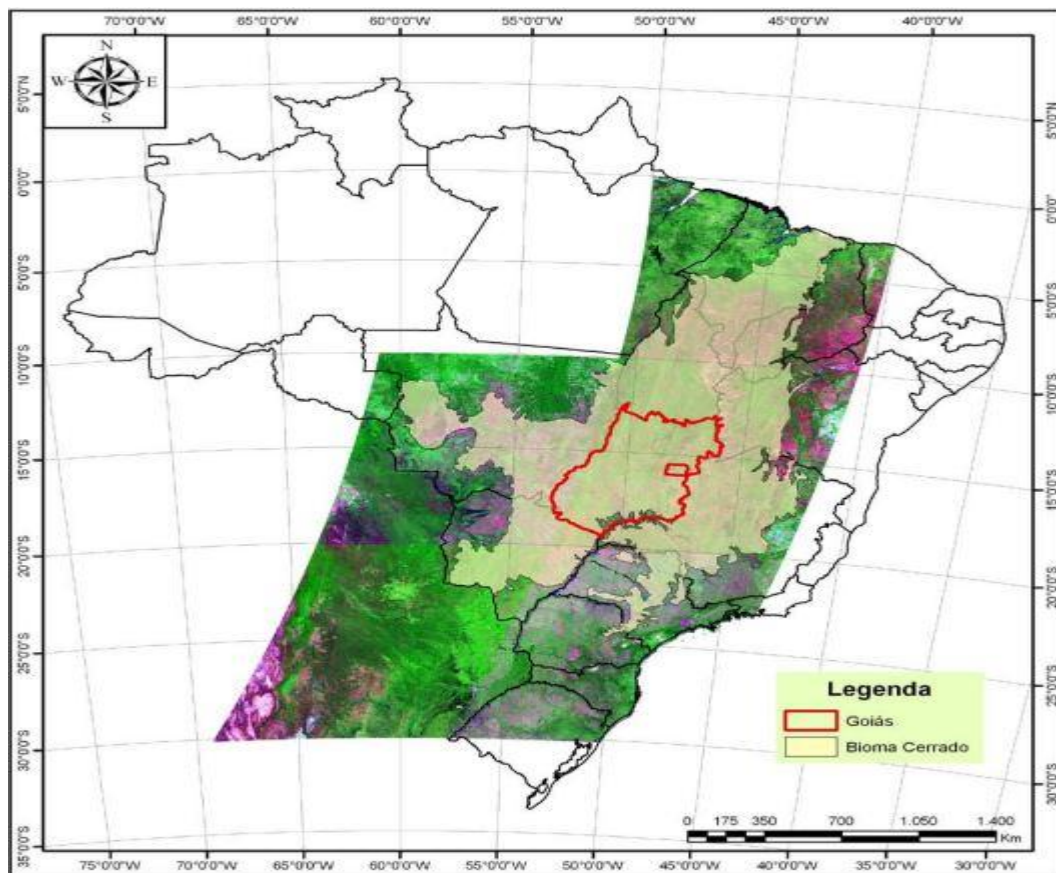 70°0'0"W 65°0'0"W 60°0'0"W 55°0'0"W 50°0'0"W 45°0'0"W 40°0'0"W
N
W E
S
5°0'0"N
0°0'0"
5°0'0"S
10°0'0"S
15°0'0"S
20°0'0"S
25°0'0"S
30°0'0"S
35°0'0"S
5°0'0"N
0°0'0"
5°0'0"S
10°0'0"S
15°0'0"S
20°0'0"S
25°0'0"S
30°0'0"S
Legenda
Goiás
Bioma Cerrado
0 175 350 700 1.050 1.400
Km
75°0'0"W 70°0'0"W 65°0'0"W 60°0'0"W 55°0'0"W 50°0'0"W 45°0'0"W 40°0'0"W 35°0'0"W 30°0'0"W